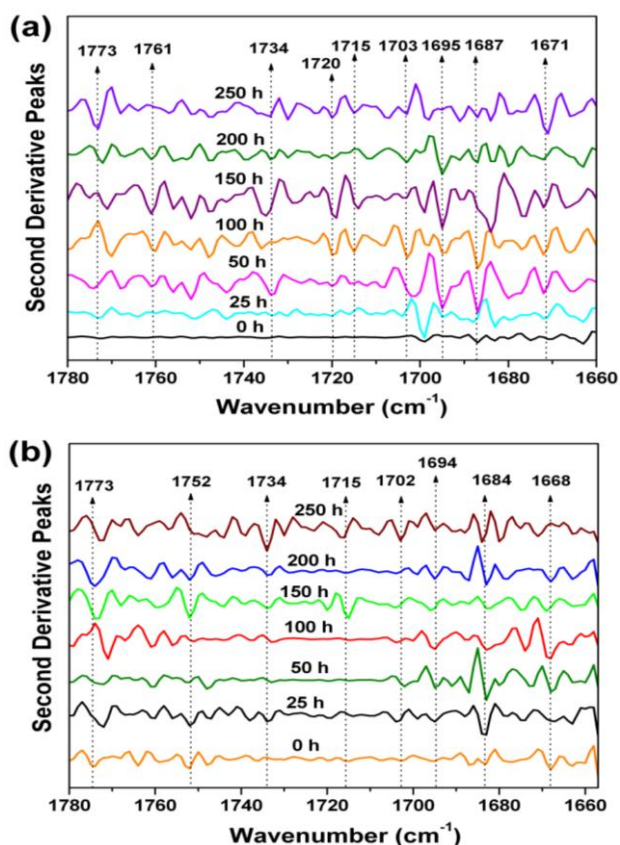 (a)
1773 1761 1734 1720 1715 1703 1695 1687 1671
250 h
200 h
150 h
100 h
50 h
25 h
0 h
Second Derivative Peaks
1780 1760 1740 1720 1700 1680 1660
Wavenumber (cm⁻¹)
(b)
1773 1752 1734 1715 1702 1694 1684 1668
250 h
200 h
150 h
100 h
50 h
25 h
0 h
Second Derivative Peaks
1780 1760 1740 1720 1700 1680 1660
Wavenumber (cm⁻¹)